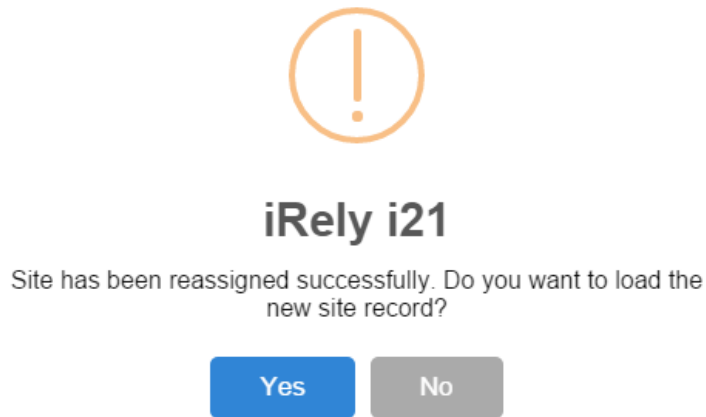 iRely i21
Site has been reassigned successfully. Do you want to load the
new site record?
Yes No